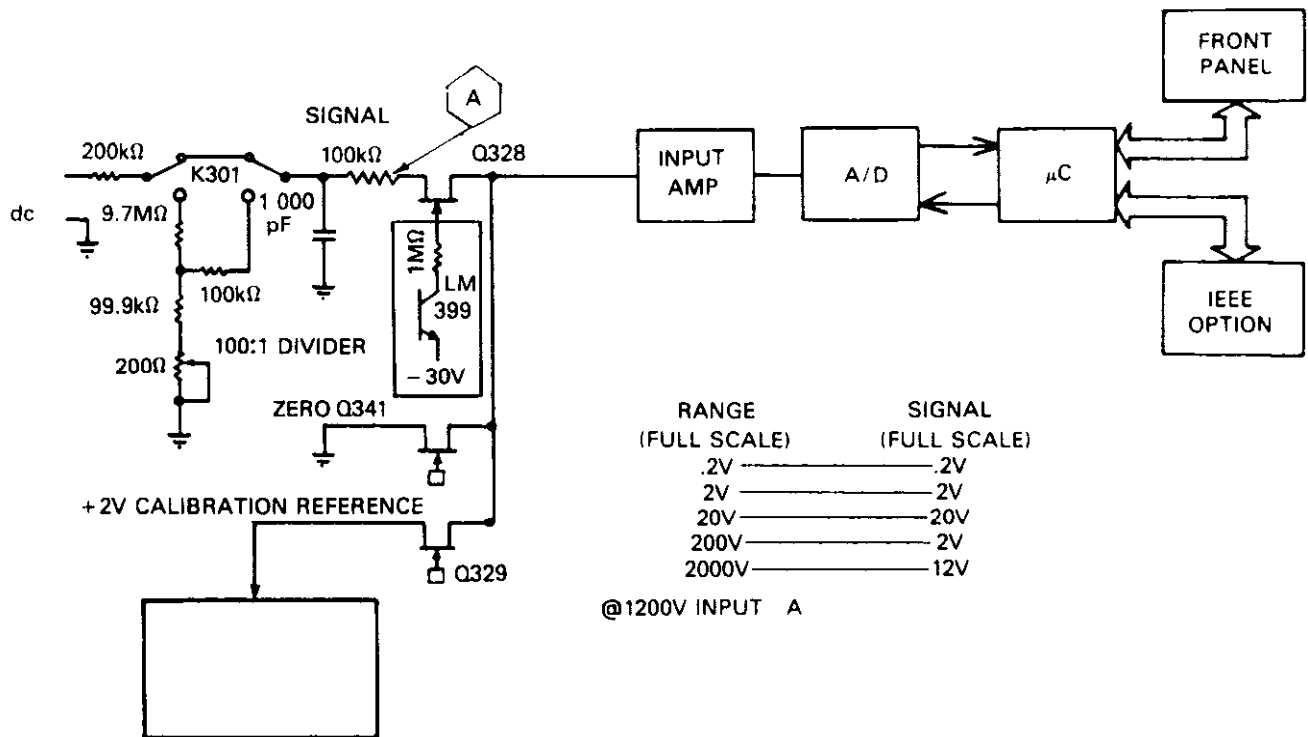 FRONT
PANEL
A
SIGNAL
200kΩ
100kΩ
Q328
K301
INPUT
AMP
A/D
μC
dc
9.7MΩ
1 000
pF
1MΩ
LM
399
100kΩ
99.9kΩ
IEEE
OPTION
100:1 DIVIDER
200Ω
–30V
ZERO Q341
RANGE
(FULL SCALE)
SIGNAL
(FULL SCALE)
.2V .2V
2V 2V
20V 20V
200V 2V
2000V 12V
+2V CALIBRATION REFERENCE
Q329
@1200V INPUT A